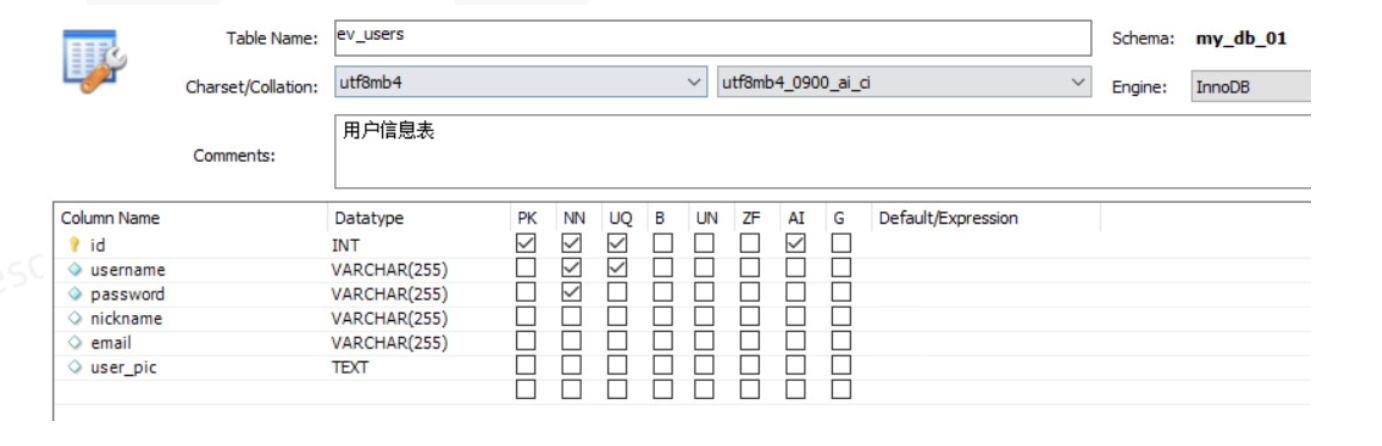 Table Name: ev_users Schema: my_db_01
Charset/Collation: utf8mb4 utf8mb4_0900_ai_ci Engine: InnoDB
用户信息表
Comments:
Column Name Datatype PK NN UQ B UN ZF AI G Default/Expression
id INT
username VARCHAR(255)
password VARCHAR(255)
nickname VARCHAR(255)
email VARCHAR(255)
user_pic TEXT